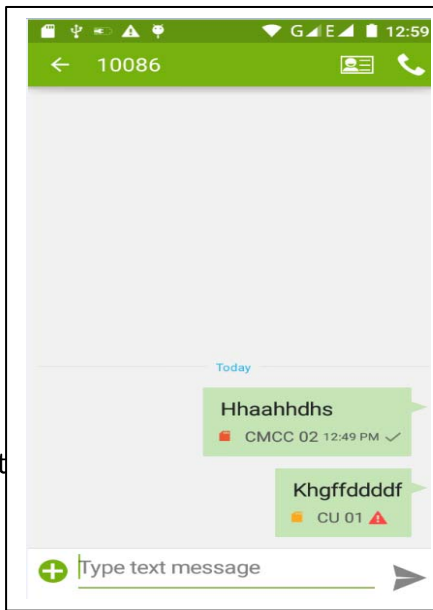 G E 12:59
10086
Today
Hhaahhdhs
CMCC 02 12:49 PM
Khgffddddf
CU 01
Type text message
t